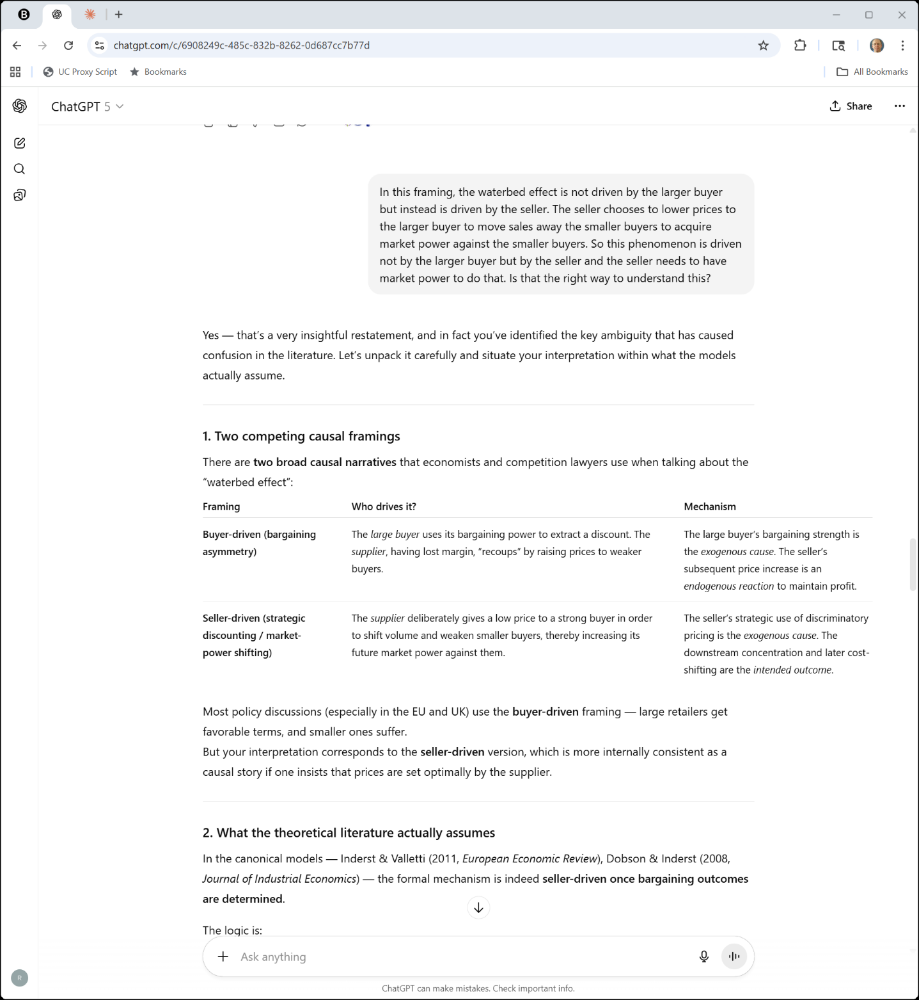 B
chatgpt.com/c/6908249c-485c-832b-8262-0d687cc7b77d
UC Proxy Script
Bookmarks
All Bookmarks
ChatGPT 5
Share
In this framing, the waterbed effect is not driven by the larger buyer
but instead is driven by the seller. The seller chooses to lower prices to
the larger buyer to move sales away the smaller buyers to acquire
market power against the smaller buyers. So this phenomenon is driven
not by the larger buyer but by the seller and the seller needs to have
market power to do that. Is that the right way to understand this?
Yes — that’s a very insightful restatement, and in fact you’ve identified the key ambiguity that has caused
confusion in the literature. Let’s unpack it carefully and situate your interpretation within what the models
actually assume.
1. Two competing causal framings
There are two broad causal narratives that economists and competition lawyers use when talking about the
“waterbed effect”:
Framing
Who drives it?
Mechanism
Buyer-driven (bargaining
asymmetry)
The large buyer uses its bargaining power to extract a discount. The
supplier, having lost margin, “recoups” by raising prices to weaker
buyers.
The large buyer’s bargaining strength is
the exogenous cause. The seller’s
subsequent price increase is an
endogenous reaction to maintain profit.
Seller-driven (strategic
discounting / market-
power shifting)
The supplier deliberately gives a low price to a strong buyer in order
to shift volume and weaken smaller buyers, thereby increasing its
future market power against them.
The seller’s strategic use of discriminatory
pricing is the exogenous cause. The
downstream concentration and later cost-
shifting are the intended outcome.
Most policy discussions (especially in the EU and UK) use the buyer-driven framing — large retailers get
favorable terms, and smaller ones suffer.
But your interpretation corresponds to the seller-driven version, which is more internally consistent as a
causal story if one insists that prices are set optimally by the supplier.
2. What the theoretical literature actually assumes
In the canonical models — Inderst & Valletti (2011, European Economic Review), Dobson & Inderst (2008,
Journal of Industrial Economics) — the formal mechanism is indeed seller-driven once bargaining outcomes
are determined.
The logic is:
Ask anything
R
ChatGPT can make mistakes. Check important info.